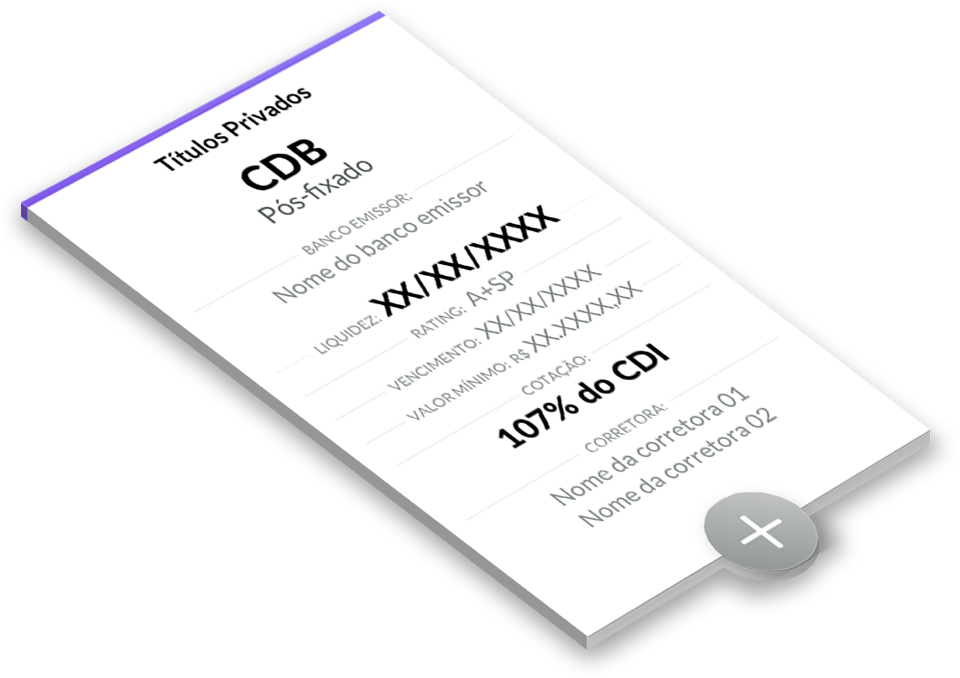 Títulos Privados
CDB
Pós-fixado
BANCO EMISSOR:
Nome do banco emissor
LIQUIDEZ: XX/XX/XXXX
RATING: A+SP
VENCIMENTO: XX/XX/XXXX
VALOR MÍNIMO: R$ XX.XXXX,XX
COTAÇÃO:
107% do CDI
CORRETORA:
Nome da corretora 01
Nome da corretora 02